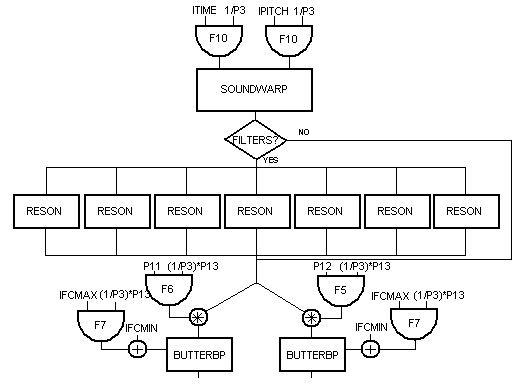 ITIME 1/P3 IPITCH 1/P3
F10 F10
SOUNDWARP
FILTERS? NO
YES
RESON RESON RESON RESON RESON RESON RESON
P11 (1/P3)*P13 P12 (1/P3)*P13
F6 F5
IFCMAX (1/P3)*P13 IFCMAX (1/P3)*P13
F7 IFCMIN IFCMIN F7
BUTTERBP BUTTERBP